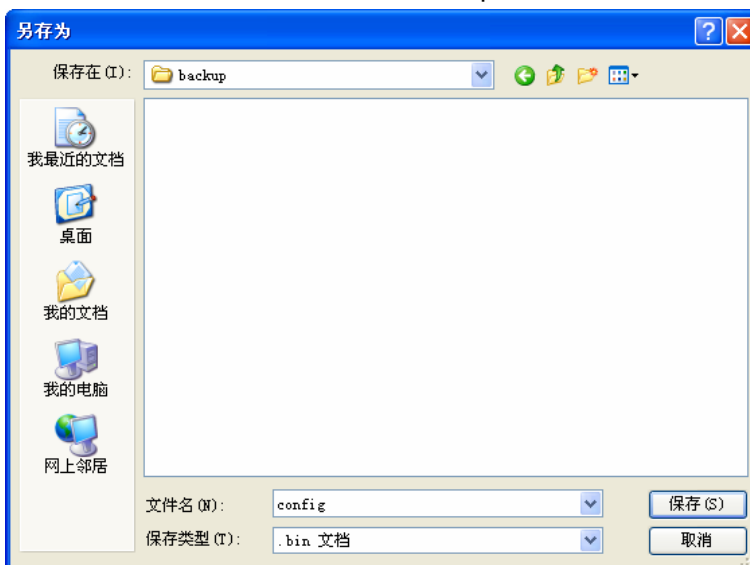 另存为
保存在(I):
backup
我最近的文档
桌面
我的文档
我的电脑
网上邻居
文件名(N):
config
保存(S)
保存类型(T):
.bin 文档
取消